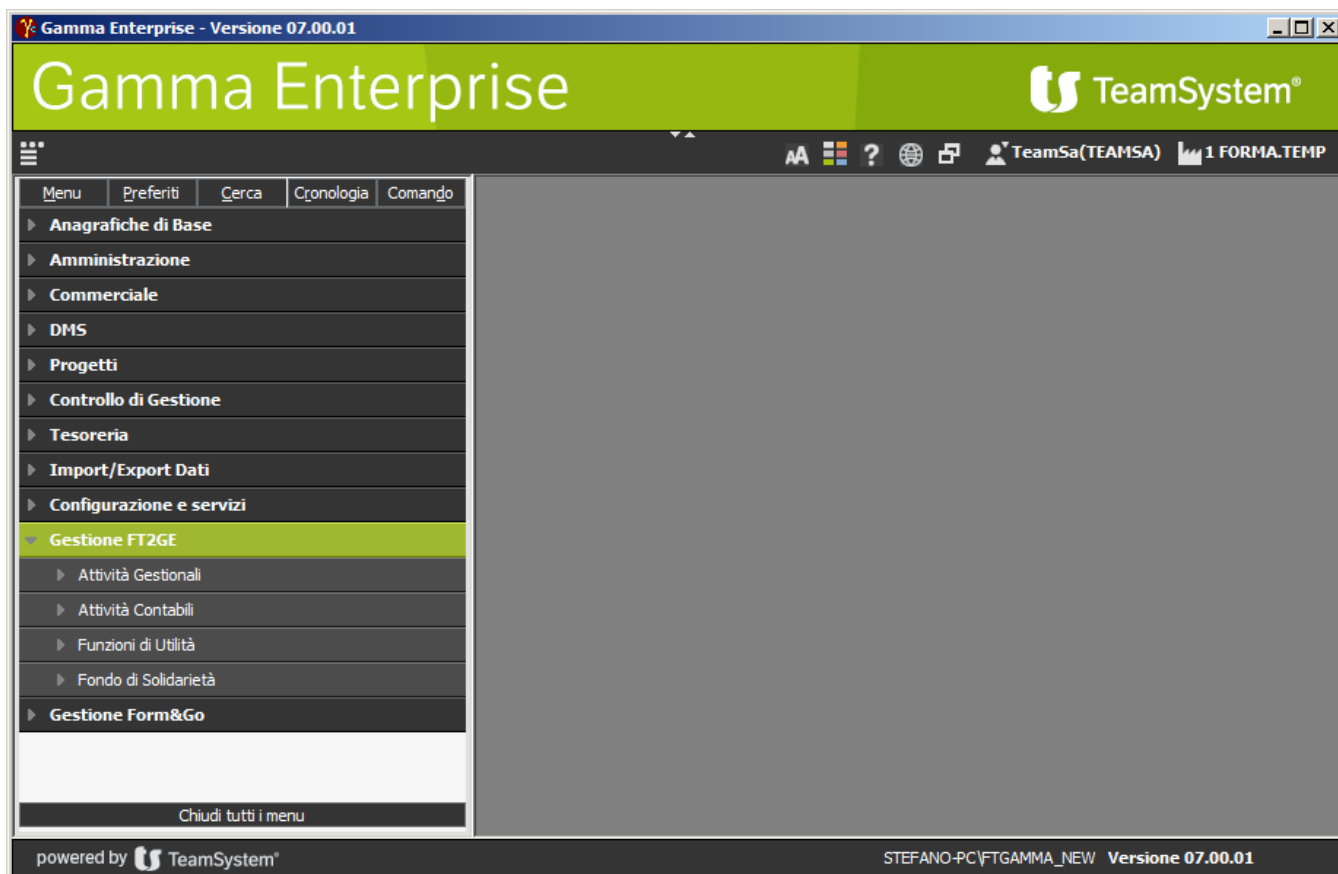 Gamma Enterprise - Versione 07.00.01
Gamma Enterprise
TeamSystem®
AA ? TeamSa(TEAMSA) 1 FORMA.TEMP
Menu Preferiti Cerca Cronologia Comando
Anagrafiche di Base
Amministrazione
Commerciale
DMS
Progetti
Controllo di Gestione
Tesoreria
Import/Export Dati
Configurazione e servizi
Gestione FT2GE
Attività Gestionali
Attività Contabili
Funzioni di Utilità
Fondo di Solidarietà
Gestione Form&Go
Chiudi tutti i menu
powered by TeamSystem®
STEFANO-PC\FTGAMMA_NEW Versione 07.00.01